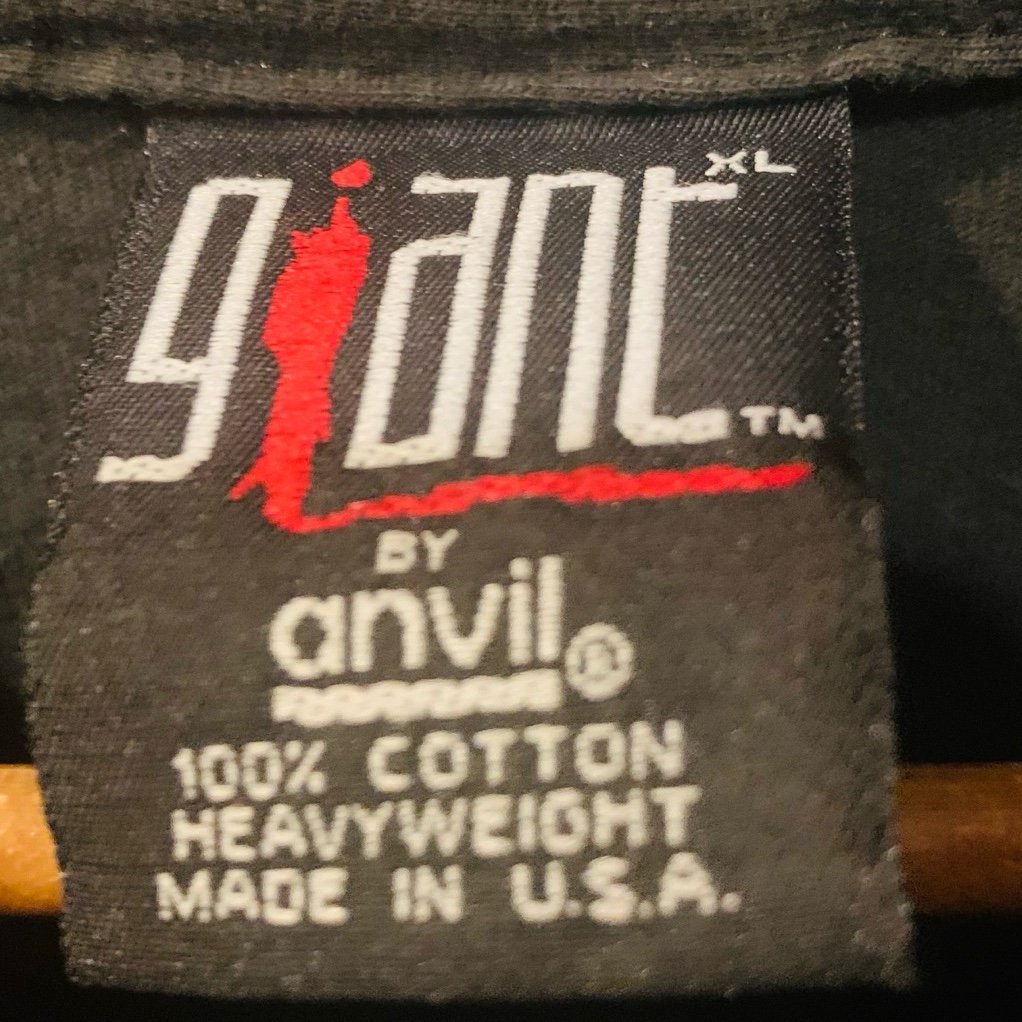 giant XL TM
BY
anvil ®
100% COTTON
HEAVYWEIGHT
MADE IN U.S.A.